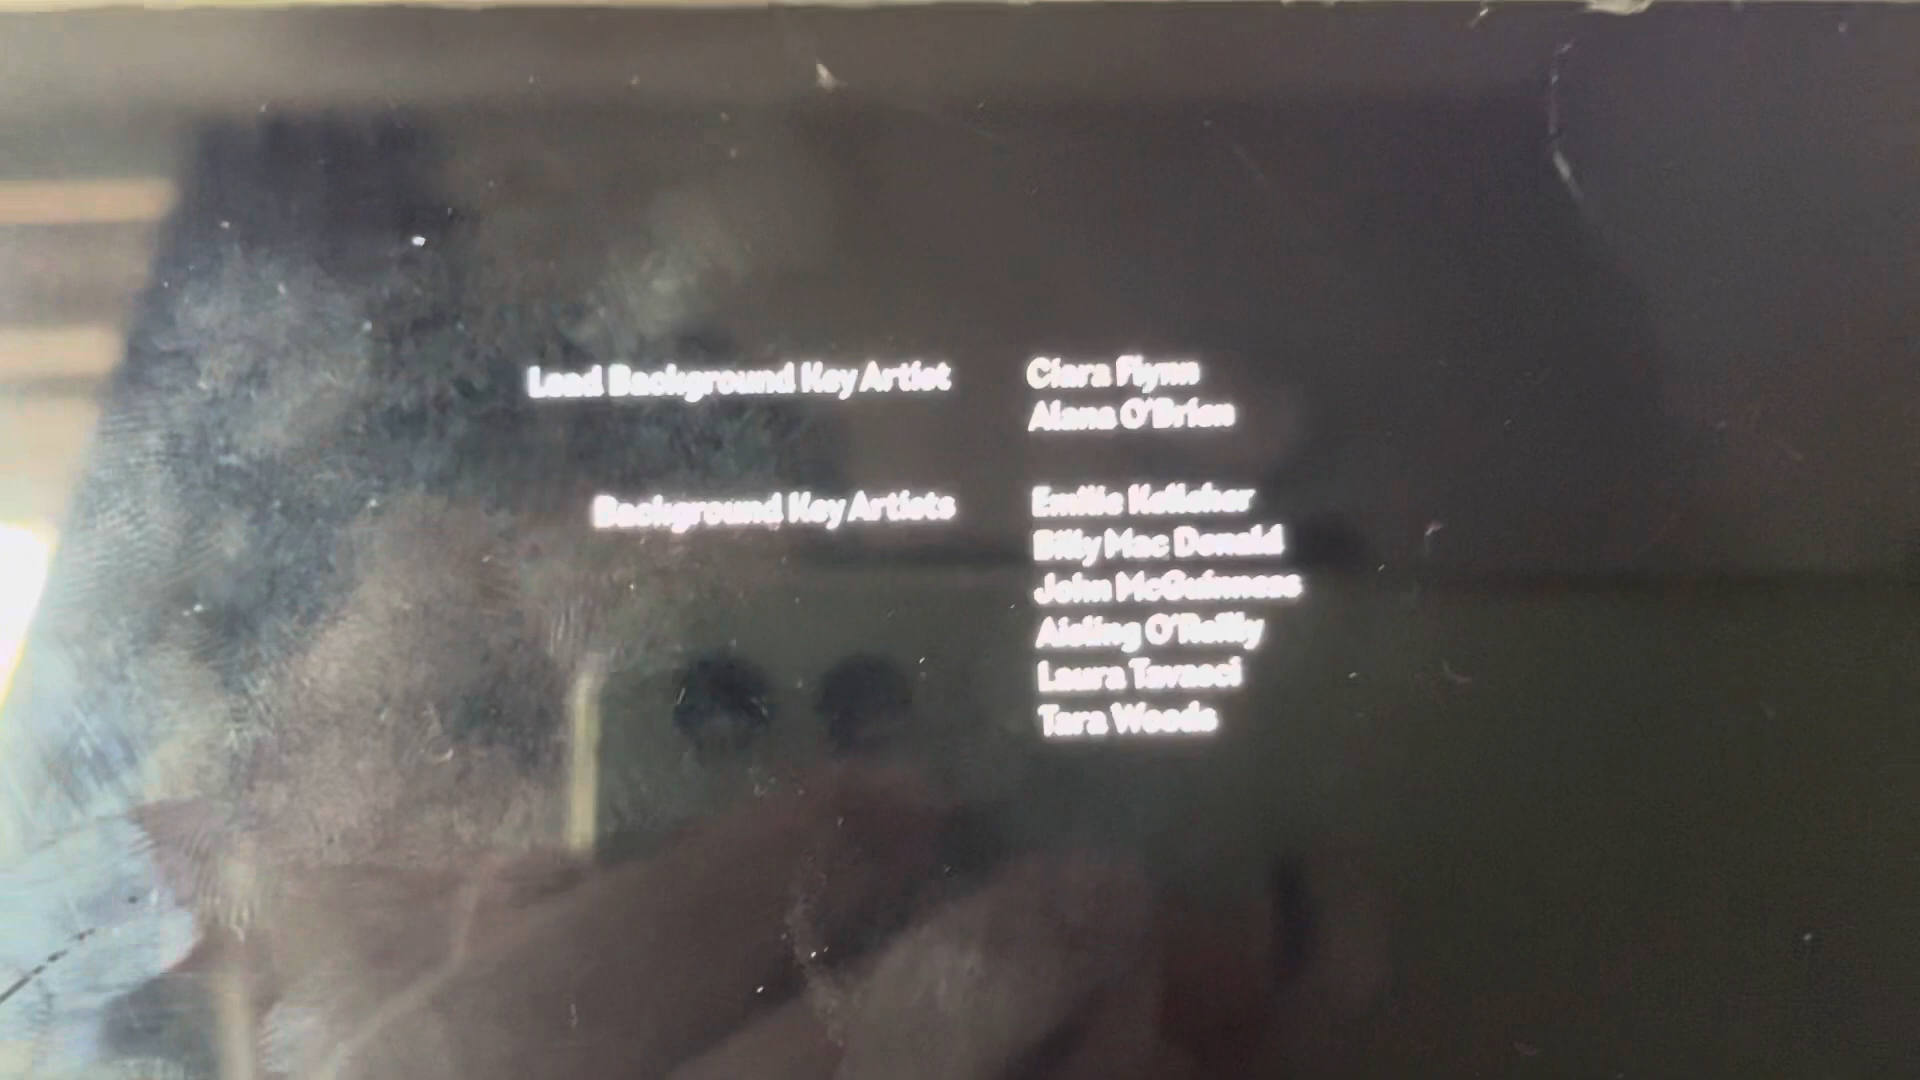 Lead Background Key Artist
Ciara Flynn
Alana O'Brien
Background Key Artists
Emilie Kelleher
Billy Mac Donald
John McGuinness
Aisling O'Reilly
Laura
Tara Woods